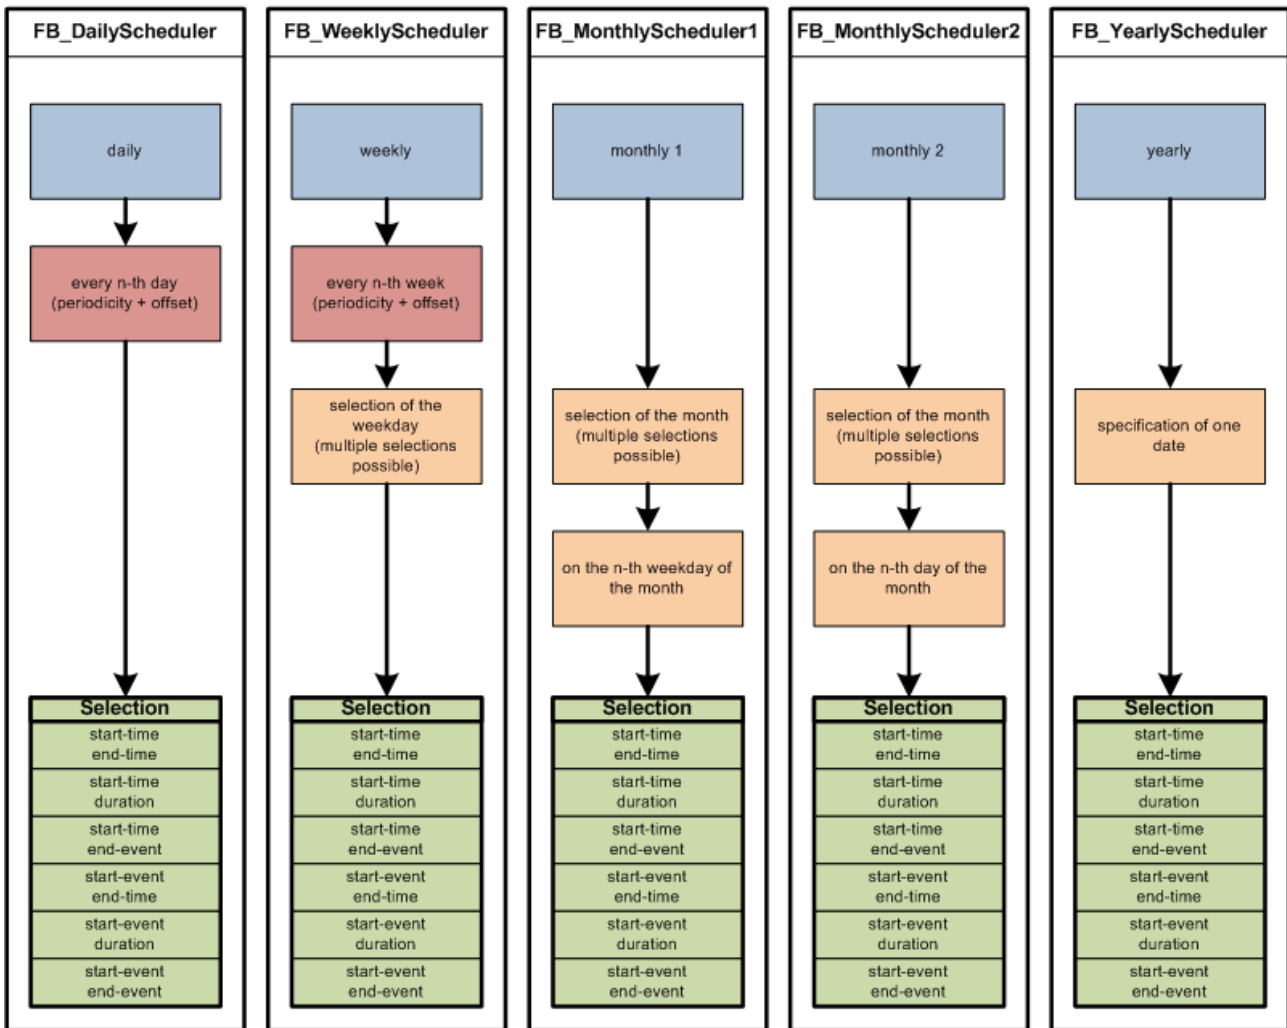 FB_DailyScheduler
daily
every n-th day
(periodicity + offset)
Selection
start-time
end-time
start-time
duration
start-time
end-event
start-event
end-time
start-event
duration
start-event
end-event
FB_WeeklyScheduler
weekly
every n-th week
(periodicity + offset)
selection of the
weekday
(multiple selections
possible)
Selection
start-time
end-time
start-time
duration
start-time
end-event
start-event
end-time
start-event
duration
start-event
end-event
FB_MonthlyScheduler1
monthly 1
selection of the month
(multiple selections
possible)
on the n-th weekday of
the month
Selection
start-time
end-time
start-time
duration
start-time
end-event
start-event
end-time
start-event
duration
start-event
end-event
FB_MonthlyScheduler2
monthly 2
selection of the month
(multiple selections
possible)
on the n-th day of the
month
Selection
start-time
end-time
start-time
duration
start-time
end-event
start-event
end-time
start-event
duration
start-event
end-event
FB_YearlyScheduler
yearly
specification of one
date
Selection
start-time
end-time
start-time
duration
start-time
end-event
start-event
end-time
start-event
duration
start-event
end-event